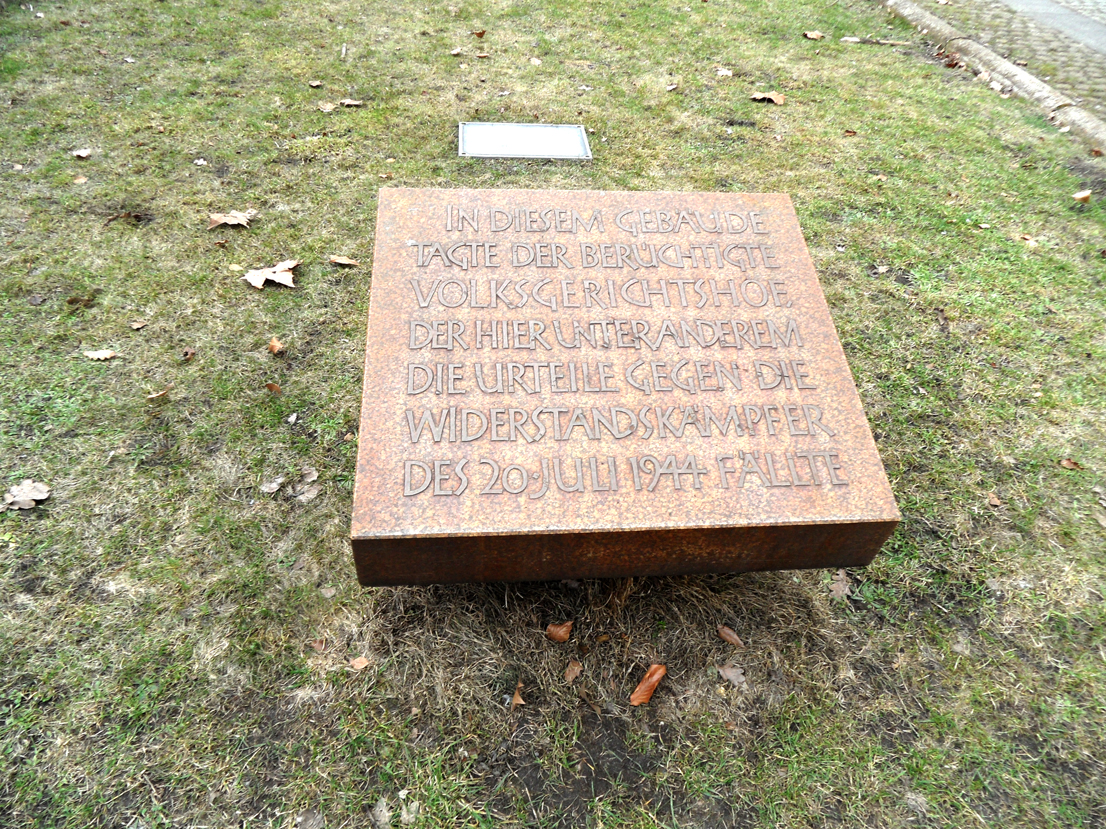 IN DIESEM GEBÄUDE
TAGTE DER BERÜCHTIGTE
VOLKSGERICHTSHOF,
DER HIER UNTER ANDEREM
DIE URTEILE GEGEN DIE
WIDERSTANDSKÄMPFER
DES 20·JULI 1944 FÄLLTE